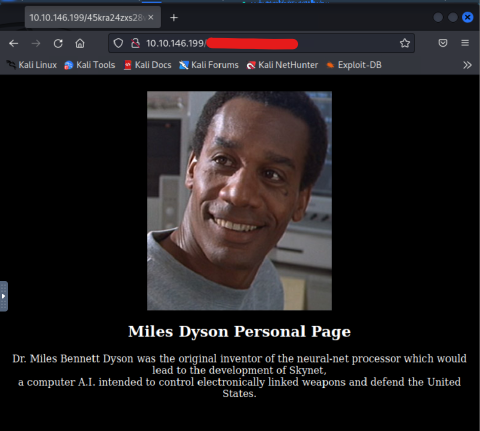 10.10.146.199/45kra24zxs28
10.10.146.199/
Kali Linux Kali Tools Kali Docs Kali Forums Kali NetHunter Exploit-DB
Miles Dyson Personal Page
Dr. Miles Bennett Dyson was the original inventor of the neural-net processor which would
lead to the development of Skynet,
a computer A.I. intended to control electronically linked weapons and defend the United
States.